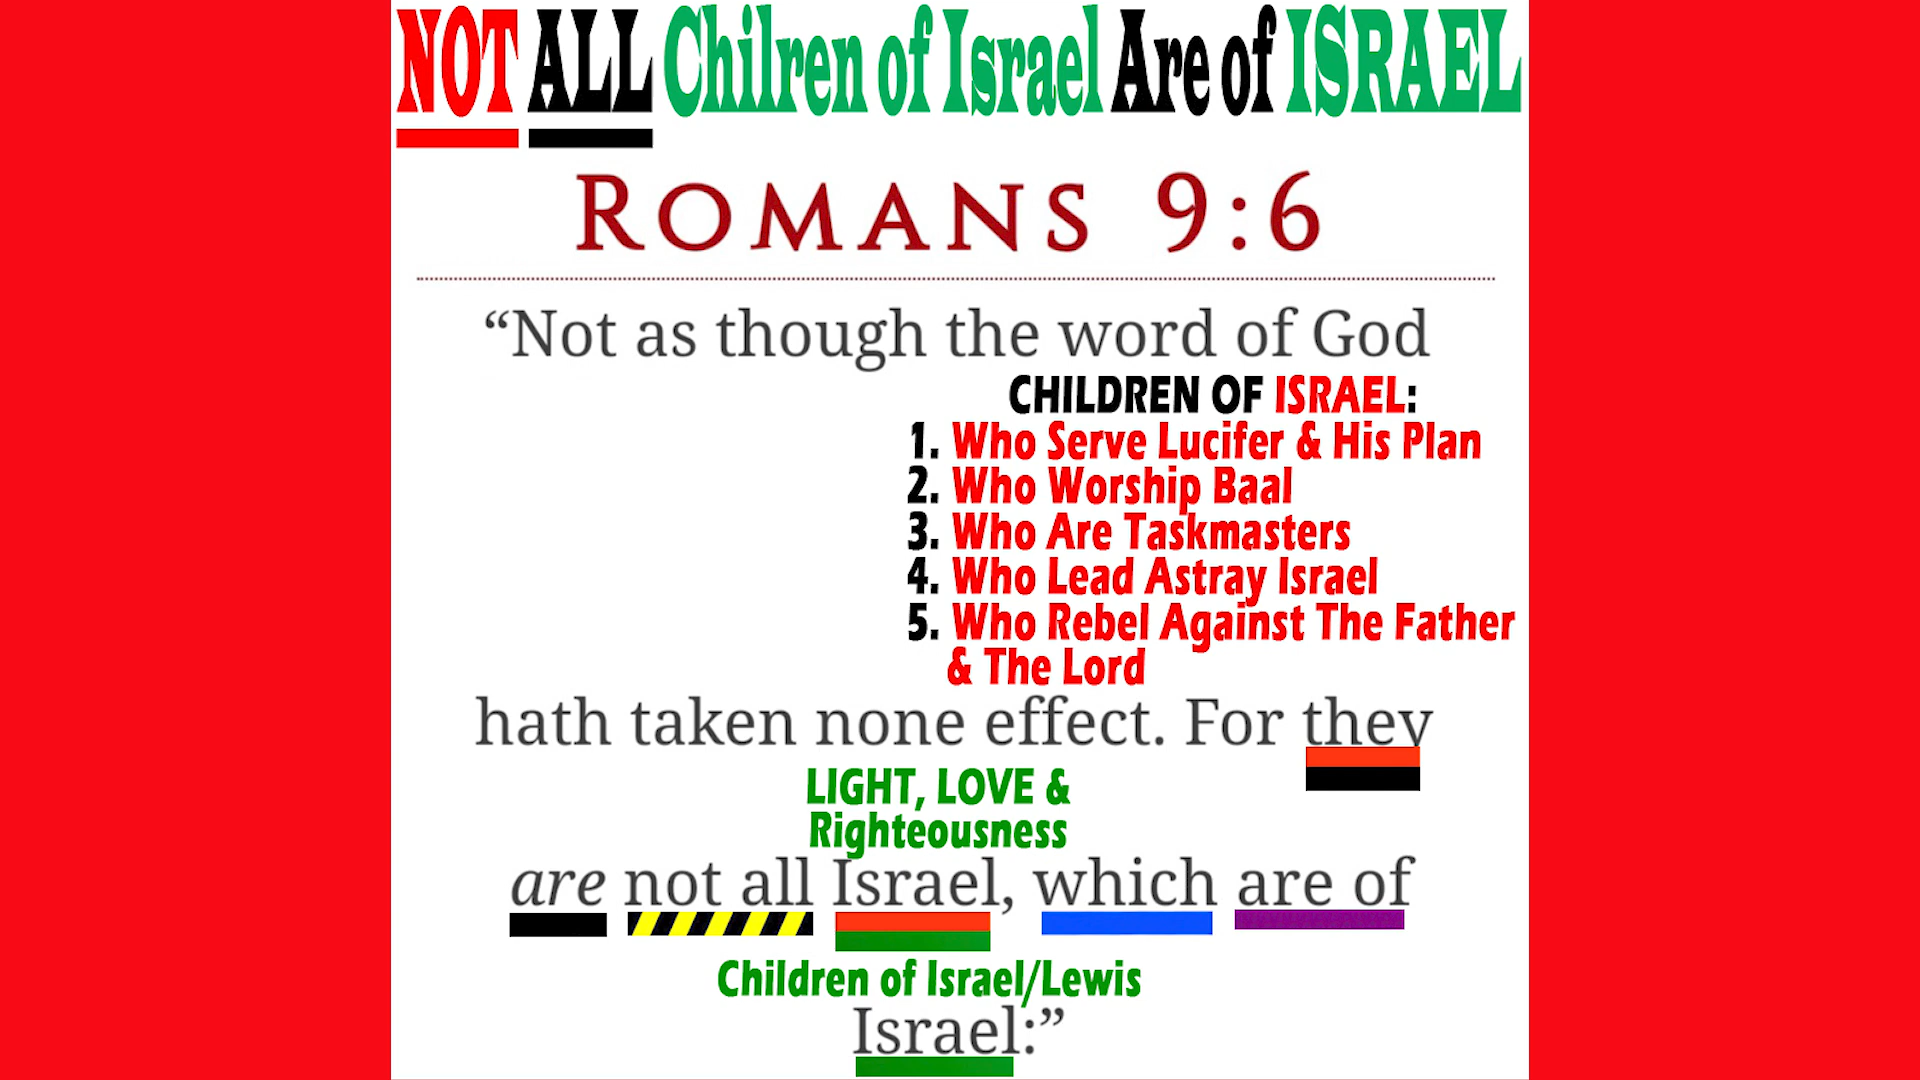 NOT ALL Chilren of Israel Are of ISRAEL
ROMANS 9:6
“Not as though the word of God
CHILDREN OF ISRAEL:
1. Who Serve Lucifer & His Plan
2. Who Worship Baal
3. Who Are Taskmasters
4. Who Lead Astray Israel
5. Who Rebel Against The Father
& The Lord
hath taken none effect. For they
LIGHT, LOVE &
Righteousness
are not all Israel, which are of
Children of Israel/Lewis
Israel:”